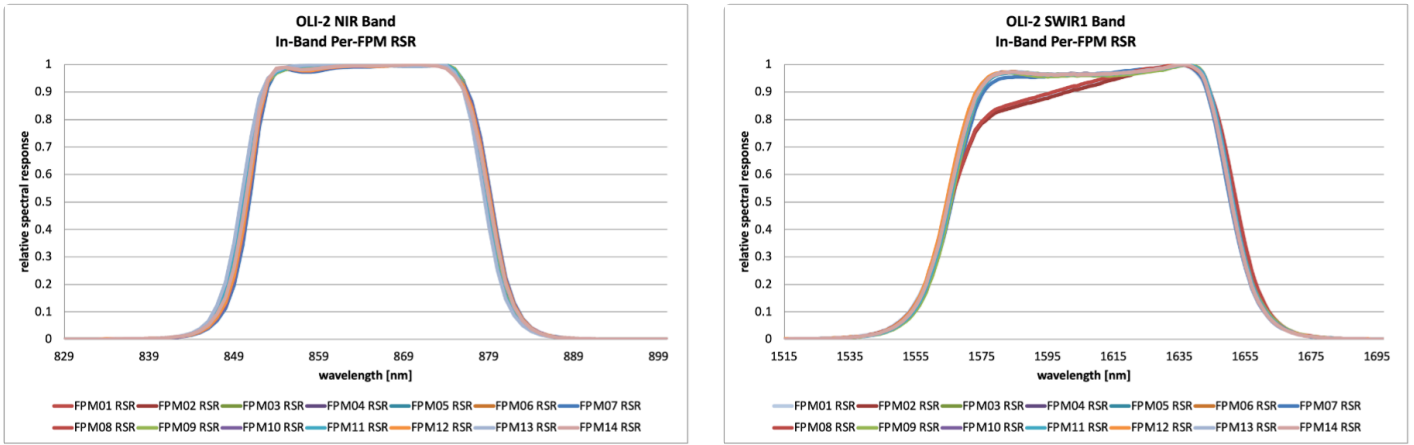 OLI-2 NIR Band
In-Band Per-FPM RSR
relative spectral response
1
0.9
0.8
0.7
0.6
0.5
0.4
0.3
0.2
0.1
0
829 839 849 859 869 879 889 899
wavelength [nm]
FPM01 RSR FPM02 RSR FPM03 RSR FPM04 RSR FPM05 RSR FPM06 RSR FPM07 RSR
FPM08 RSR FPM09 RSR FPM10 RSR FPM11 RSR FPM12 RSR FPM13 RSR FPM14 RSR
OLI-2 SWIR1 Band
In-Band Per-FPM RSR
relative spectral response
1
0.9
0.8
0.7
0.6
0.5
0.4
0.3
0.2
0.1
0
1515 1535 1555 1575 1595 1615 1635 1655 1675 1695
wavelength [nm]
FPM01 RSR FPM02 RSR FPM03 RSR FPM04 RSR FPM05 RSR FPM06 RSR FPM07 RSR
FPM08 RSR FPM09 RSR FPM10 RSR FPM11 RSR FPM12 RSR FPM13 RSR FPM14 RSR